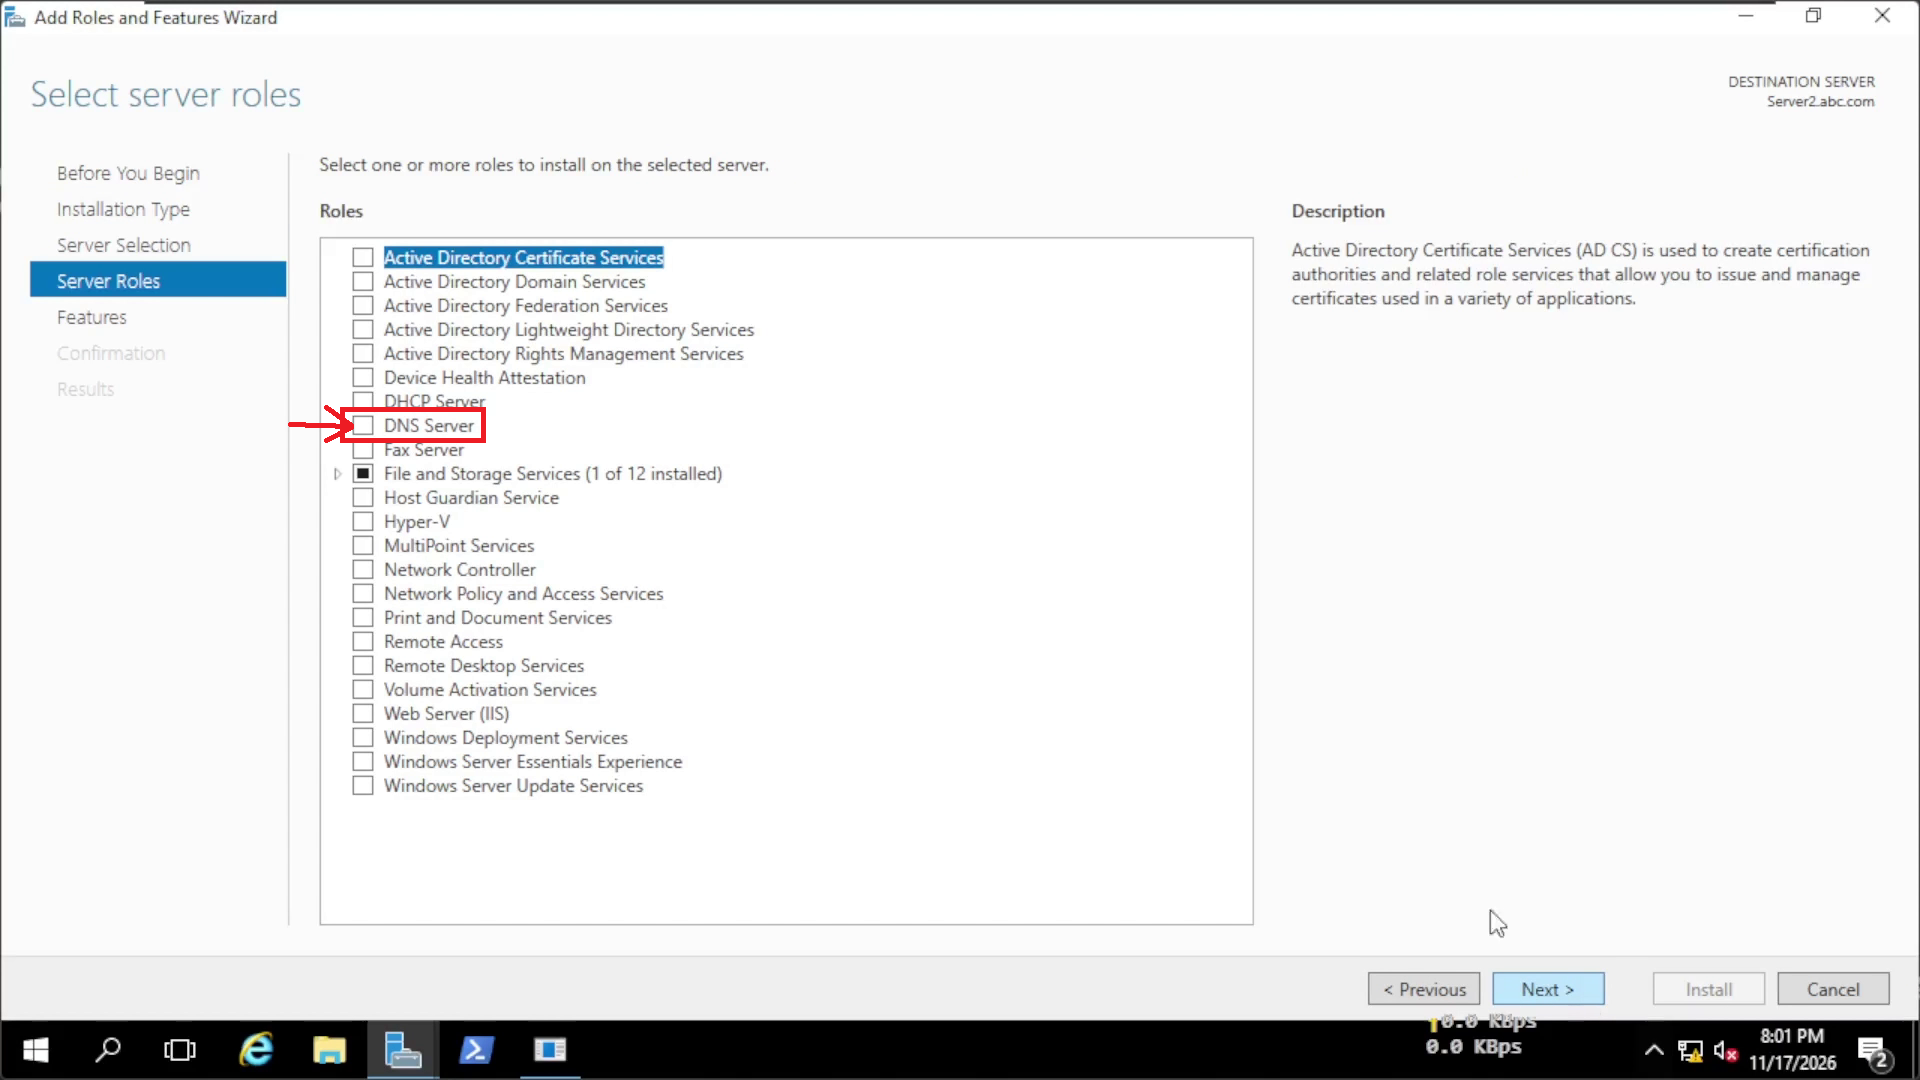 Add Roles and Features Wizard
Select server roles
DESTINATION SERVER
Server2.abc.com
Before You Begin
Installation Type
Server Selection
Server Roles
Features
Confirmation
Results
Select one or more roles to install on the selected server.
Roles
Active Directory Certificate Services
Active Directory Domain Services
Active Directory Federation Services
Active Directory Lightweight Directory Services
Active Directory Rights Management Services
Device Health Attestation
DHCP Server
DNS Server
Fax Server
File and Storage Services (1 of 12 installed)
Host Guardian Service
Hyper-V
MultiPoint Services
Network Controller
Network Policy and Access Services
Print and Document Services
Remote Access
Remote Desktop Services
Volume Activation Services
Web Server (IIS)
Windows Deployment Services
Windows Server Essentials Experience
Windows Server Update Services
Description
Active Directory Certificate Services (AD CS) is used to create certification
authorities and related role services that allow you to issue and manage
certificates used in a variety of applications.
< Previous
Next >
Install
Cancel
0.0 KBps
0.0 KBps
8:01 PM
11/17/2026
2